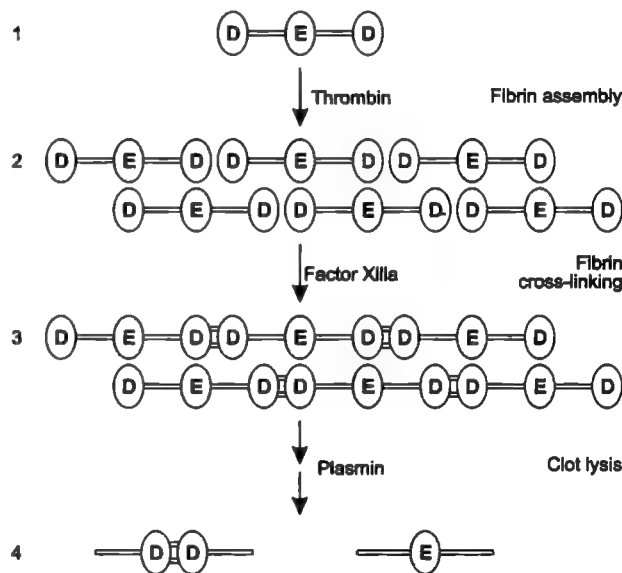 1 D E D
Thrombin Fibrin assembly
2 D E D D E D D E D
D E D D E D D E D
Factor XIIIa Fibrin
cross-linking
3 D E D D E D D E D
D E D D E D D E D
Plasmin Clot lysis
4 D D E